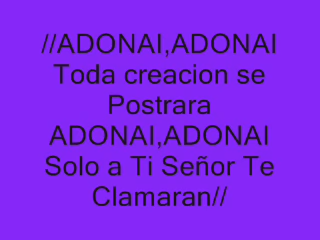 //ADONAI,ADONAI
Toda creacion se
Postrara
ADONAI,ADONAI
Solo a Ti Señor Te
Clamaran//